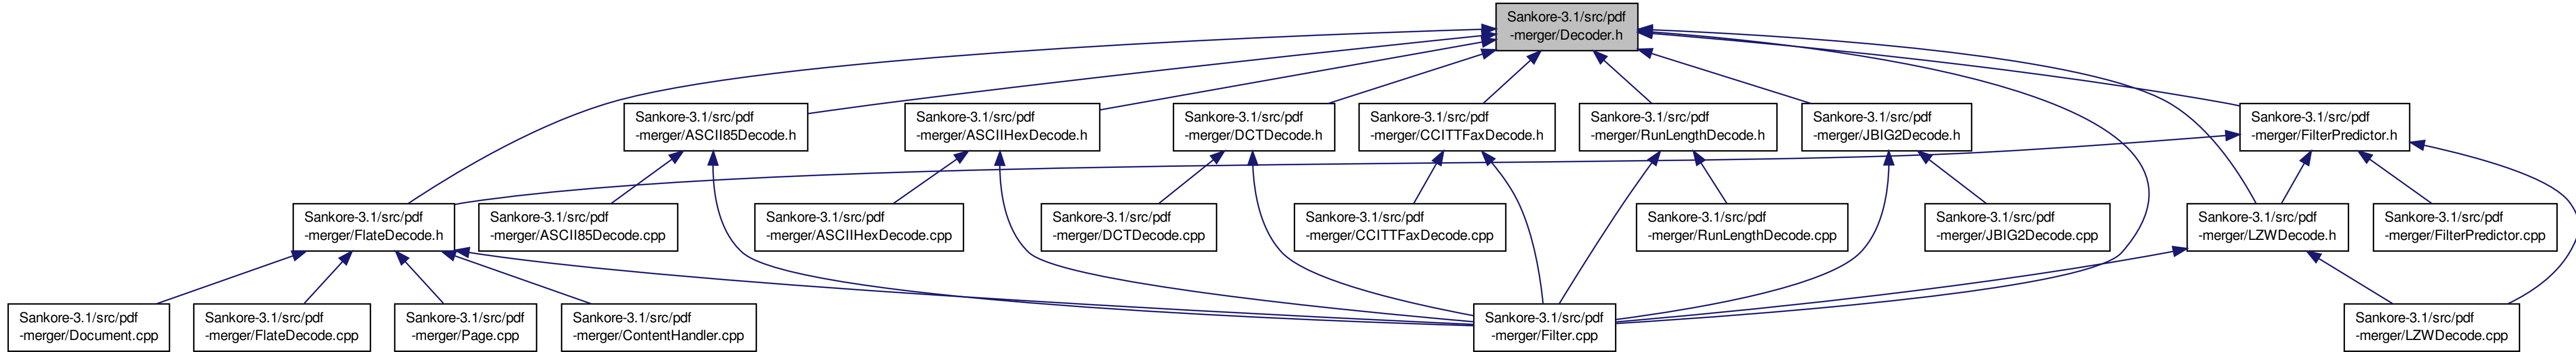 Sankore-3.1/src/pdf
-merger/Decoder.h
Sankore-3.1/src/pdf
-merger/ASCII85Decode.h
Sankore-3.1/src/pdf
-merger/ASCIIHexDecode.h
Sankore-3.1/src/pdf
-merger/DCTDecode.h
Sankore-3.1/src/pdf
-merger/CCITTFaxDecode.h
Sankore-3.1/src/pdf
-merger/RunLengthDecode.h
Sankore-3.1/src/pdf
-merger/JBIG2Decode.h
Sankore-3.1/src/pdf
-merger/FilterPredictor.h
Sankore-3.1/src/pdf
-merger/FlateDecode.h
Sankore-3.1/src/pdf
-merger/ASCII85Decode.cpp
Sankore-3.1/src/pdf
-merger/ASCIIHexDecode.cpp
Sankore-3.1/src/pdf
-merger/DCTDecode.cpp
Sankore-3.1/src/pdf
-merger/CCITTFaxDecode.cpp
Sankore-3.1/src/pdf
-merger/RunLengthDecode.cpp
Sankore-3.1/src/pdf
-merger/JBIG2Decode.cpp
Sankore-3.1/src/pdf
-merger/LZWDecode.h
Sankore-3.1/src/pdf
-merger/FilterPredictor.cpp
Sankore-3.1/src/pdf
-merger/Document.cpp
Sankore-3.1/src/pdf
-merger/FlateDecode.cpp
Sankore-3.1/src/pdf
-merger/Page.cpp
Sankore-3.1/src/pdf
-merger/ContentHandler.cpp
Sankore-3.1/src/pdf
-merger/Filter.cpp
Sankore-3.1/src/pdf
-merger/LZWDecode.cpp